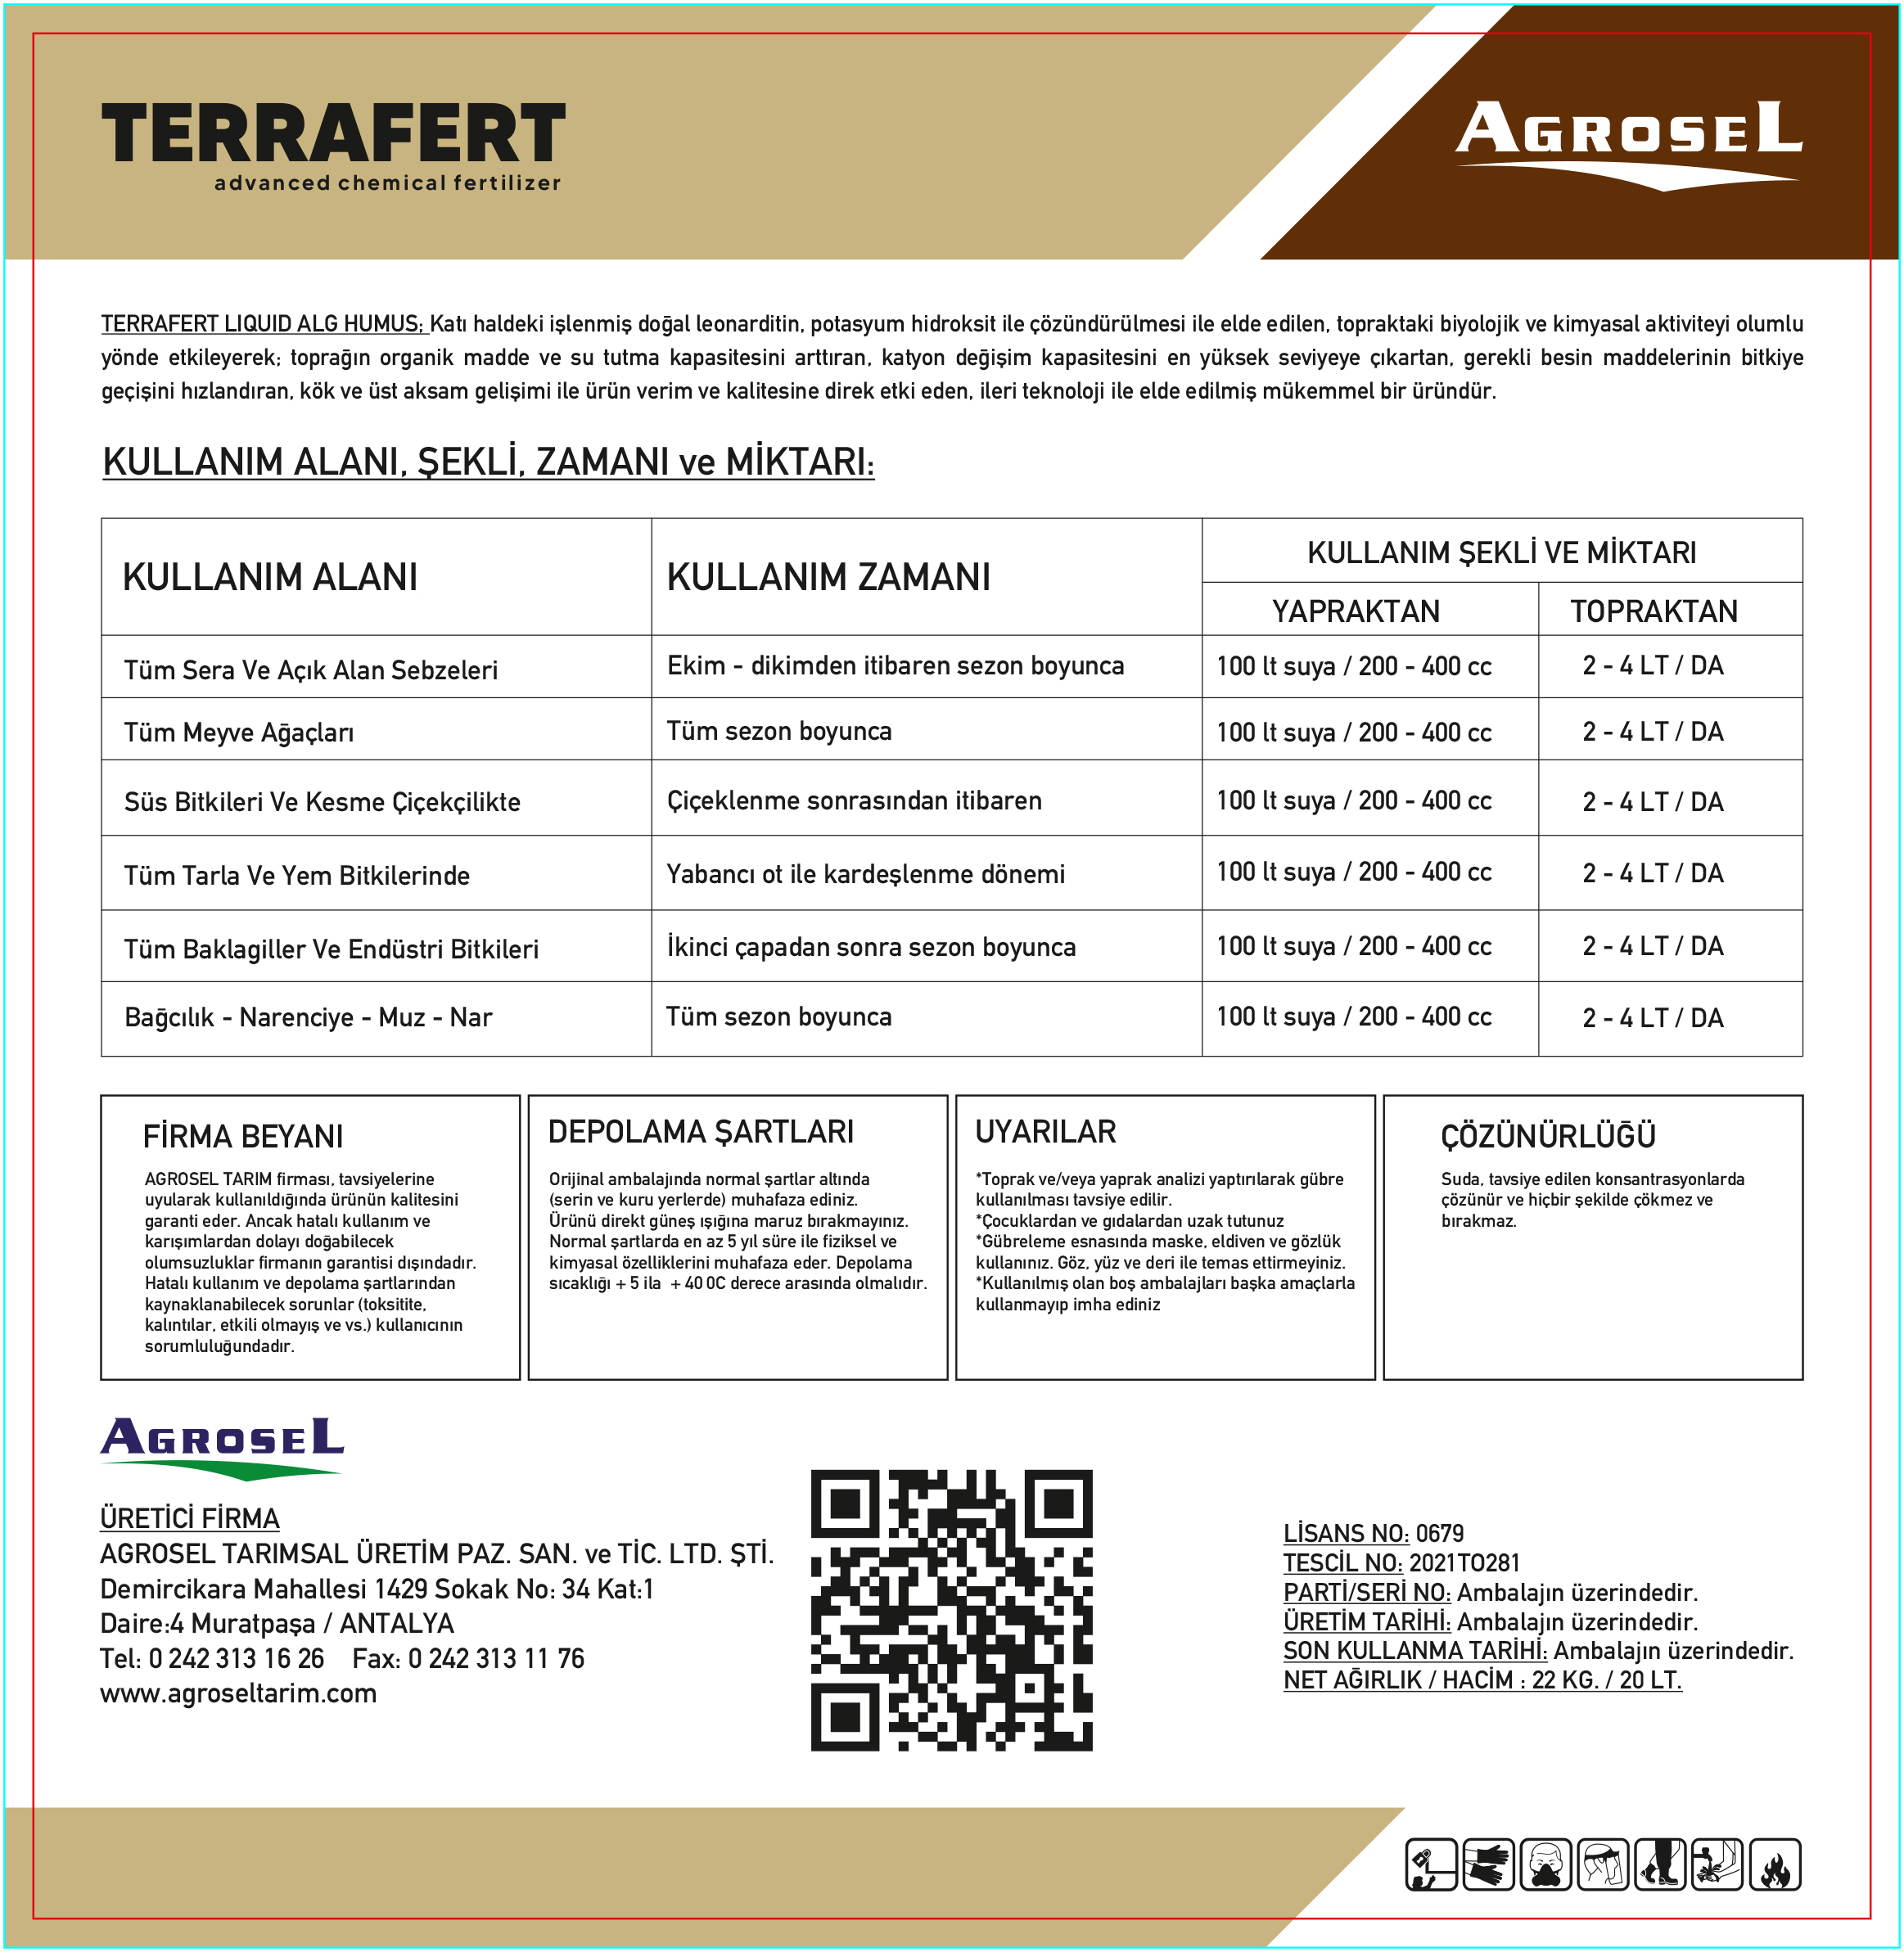 TERRAFERT
advanced chemical fertilizer
AGROSEL
TERRAFERT LIQUID ALG HUMUS; Katı haldeki işlenmiş doğal leonarditin, potasyum hidroksit ile çözündürülmesi ile elde edilen, topraktaki biyolojik ve kimyasal aktiviteyi olumlu
yönde etkileyerek; toprağın organik madde ve su tutma kapasitesini arttıran, katyon değişim kapasitesini en yüksek seviyeye çıkartan, gerekli besin maddelerinin bitkiye
geçişini hızlandıran, kök ve üst aksam gelişimi ile ürün verim ve kalitesine direk etki eden, ileri teknoloji ile elde edilmiş mükemmel bir üründür.
KULLANIM ALANI, ŞEKLİ, ZAMANI ve MİKTARI:
KULLANIM ALANI KULLANIM ZAMANI KULLANIM ŞEKLİ VE MİKTARI
YAPRAKTAN TOPRAKTAN
Tüm Sera Ve Açık Alan Sebzeleri Ekim - dikimden itibaren sezon boyunca 100 lt suya / 200 - 400 cc 2 - 4 LT / DA
Tüm Meyve Ağaçları Tüm sezon boyunca 100 lt suya / 200 - 400 cc 2 - 4 LT / DA
Süs Bitkileri Ve Kesme Çiçekçilikte Çiçeklenme sonrasından itibaren 100 lt suya / 200 - 400 cc 2 - 4 LT / DA
Tüm Tarla Ve Yem Bitkilerinde Yabancı ot ile kardeşlenme dönemi 100 lt suya / 200 - 400 cc 2 - 4 LT / DA
Tüm Baklagiller Ve Endüstri Bitkileri İkinci çapadan sonra sezon boyunca 100 lt suya / 200 - 400 cc 2 - 4 LT / DA
Bağcılık - Narenciye - Muz - Nar Tüm sezon boyunca 100 lt suya / 200 - 400 cc 2 - 4 LT / DA
FİRMA BEYANI
AGROSEL TARIM firması, tavsiyelerine
uyularak kullanıldığında ürünün kalitesini
garanti eder. Ancak hatalı kullanım ve
karışımlardan dolayı doğabilecek
olumsuzluklar firmanın garantisi dışındadır.
Hatalı kullanım ve depolama şartlarından
kaynaklanabilecek sorunlar (toksitite,
kalıntılar, etkili olmayış ve vs.) kullanıcının
sorumluluğundadır.
DEPOLAMA ŞARTLARI
Orijinal ambalajında normal şartlar altında
(serin ve kuru yerlerde) muhafaza ediniz.
Ürünü direkt güneş ışığına maruz bırakmayınız.
Normal şartlarda en az 5 yıl süre ile fiziksel ve
kimyasal özelliklerini muhafaza eder. Depolama
sıcaklığı + 5 ila + 40 0C derece arasında olmalıdır.
UYARILAR
*Toprak ve/veya yaprak analizi yaptırılarak gübre
kullanılması tavsiye edilir.
*Çocuklardan ve gıdalardan uzak tutunuz
*Gübreleme esnasında maske, eldiven ve gözlük
kullanınız. Göz, yüz ve deri ile temas ettirmeyiniz.
*Kullanılmış olan boş ambalajları başka amaçlarla
kullanmayıp imha ediniz
ÇÖZÜNÜRLÜĞÜ
Suda, tavsiye edilen konsantrasyonlarda
çözünür ve hiçbir şekilde çökmez ve
bırakmaz.
AGROSEL
ÜRETİCİ FİRMA
AGROSEL TARIMSAL ÜRETİM PAZ. SAN. ve TİC. LTD. ŞTİ.
Demircikara Mahallesi 1429 Sokak No: 34 Kat:1
Daire:4 Muratpaşa / ANTALYA
Tel: 0 242 313 16 26 Fax: 0 242 313 11 76
www.agroseltarim.com
LİSANS NO: 0679
TESCİL NO: 2021TO281
PARTİ/SERİ NO: Ambalajın üzerindedir.
ÜRETİM TARİHİ: Ambalajın üzerindedir.
SON KULLANMA TARİHİ: Ambalajın üzerindedir.
NET AĞIRLIK / HACİM : 22 KG. / 20 LT.